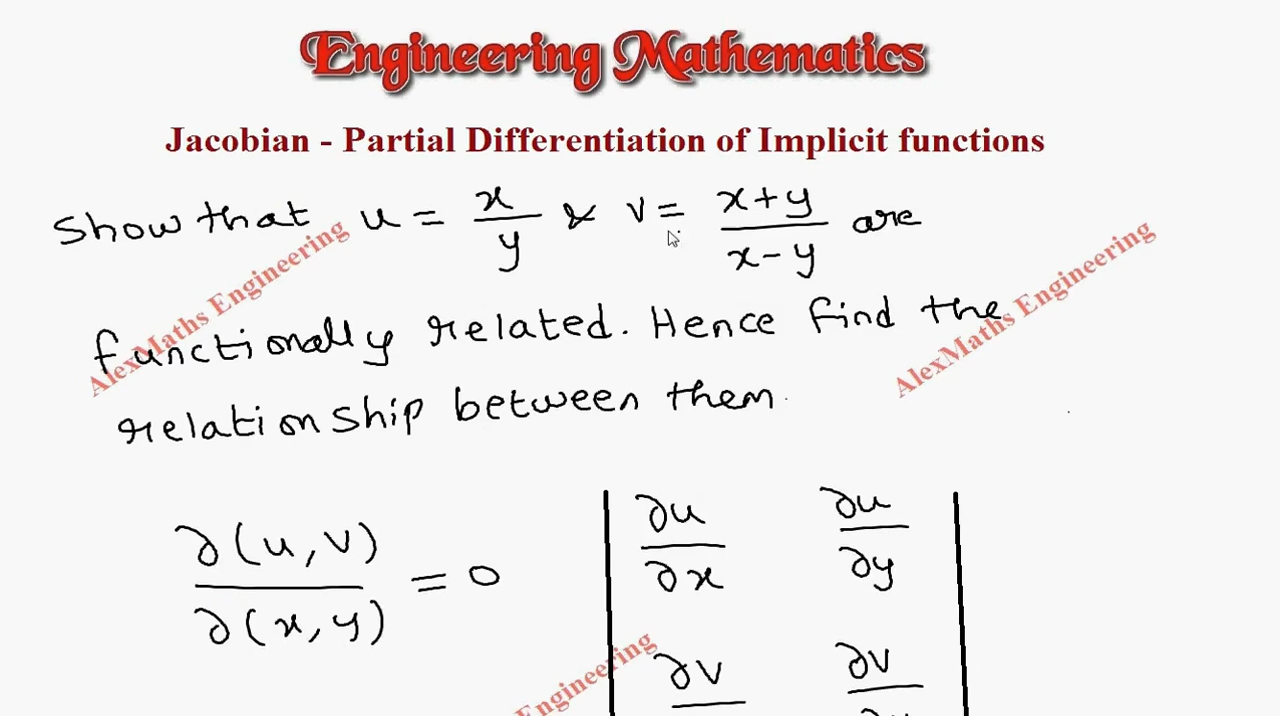 Engineering Mathematics
Jacobian - Partial Differentiation of Implicit functions
Show that u = x/y & v = x+y/x-y are
functionally related. Hence find the
relationship between them.
∂(u,v)/∂(x,y) = 0
∂u/∂x ∂u/∂y
∂v ∂v
AlexMaths Engineering
AlexMaths Engineering
Engineering